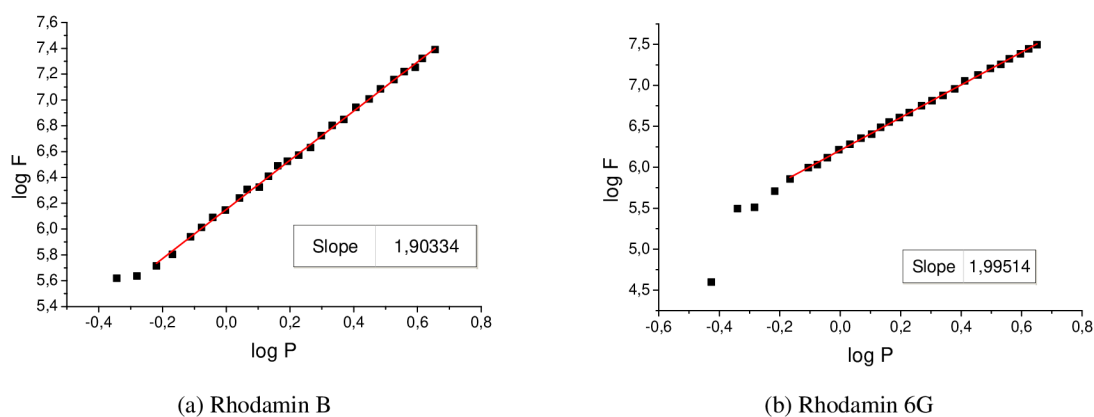 7,6
7,4
7,2
7,0
6,8
6,6
6,4
6,2
6,0
5,8
5,6
5,4
log F
Slope 1,90334
-0,4 -0,2 0,0 0,2 0,4 0,6 0,8
log P
(a) Rhodamin B
7,5
7,0
6,5
6,0
5,5
5,0
4,5
log F
Slope 1,99514
-0,6 -0,4 -0,2 0,0 0,2 0,4 0,6 0,8
log P
(b) Rhodamin 6G